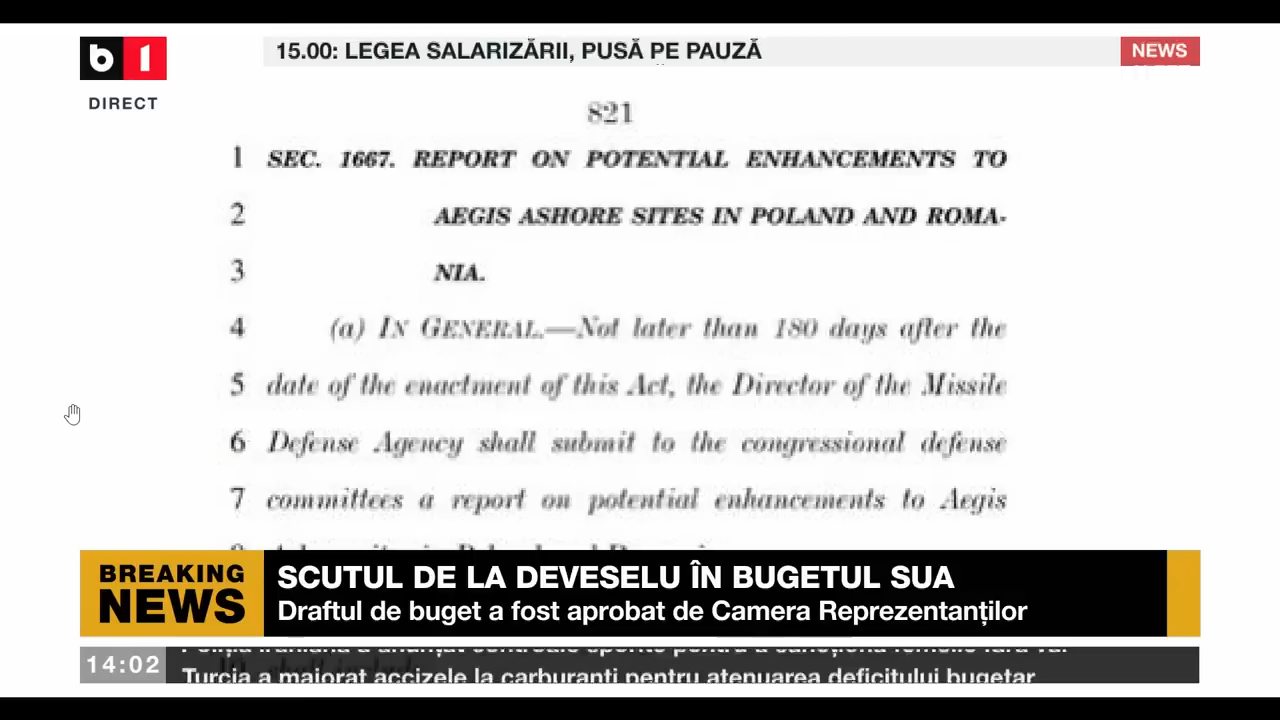 b1
15.00: LEGEA SALARIZĂRII, PUSĂ PE PAUZĂ
NEWS
DIRECT
821
1 SEC. 1667. REPORT ON POTENTIAL ENHANCEMENTS TO
2 AEGIS ASHORE SITES IN POLAND AND ROMA-
3 NIA.
4 (a) IN GENERAL.—Not later than 180 days after the
5 date of the enactment of this Act, the Director of the Missile
6 Defense Agency shall submit to the congressional defense
7 committees a report on potential enhancements to Aegis
BREAKING NEWS
SCUTUL DE LA DEVESELU ÎN BUGETUL SUA
Draftul de buget a fost aprobat de Camera Reprezentanților
14:02
Turcia a majorat accizele la carburanți pentru atenuarea deficitului bugetar